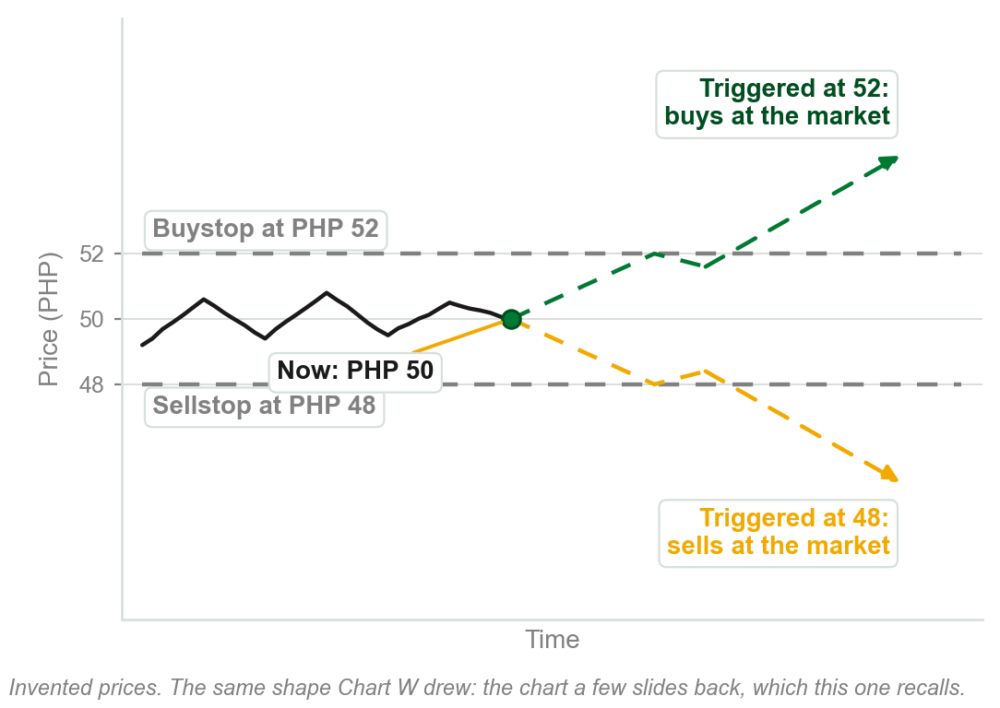 Triggered at 52:
buys at the market
Buystop at PHP 52
52
50
48
Price (PHP)
Now: PHP 50
Sellstop at PHP 48
Triggered at 48:
sells at the market
Time
Invented prices. The same shape Chart W drew: the chart a few slides back, which this one recalls.